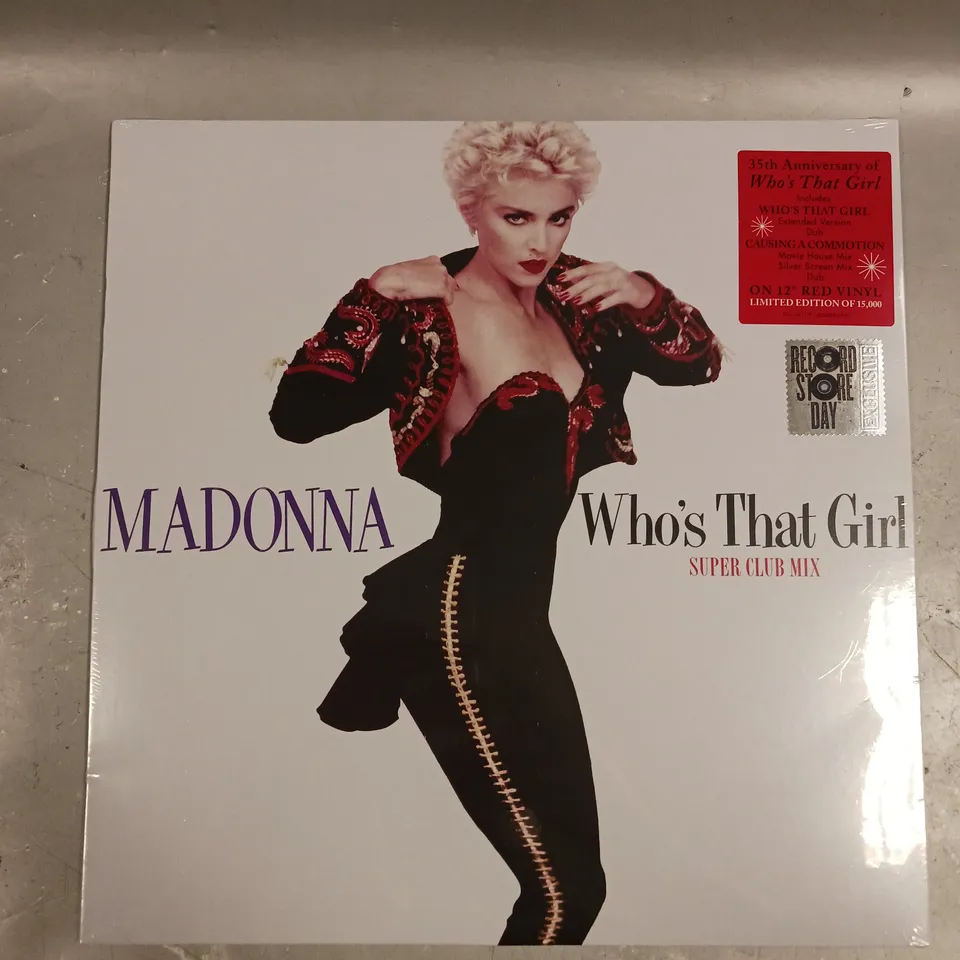 35th Anniversary of
Who's That Girl
Includes
WHO'S THAT GIRL
Extended Version
Dub
CAUSING A COMMOTION
Movie House Mix
Silver Screen Mix
Dub
ON 12" RED VINYL
LIMITED EDITION OF 15,000
RECORD
STORE
DAY
EXCLUSIVE
MADONNA
Who's That Girl
SUPER CLUB MIX